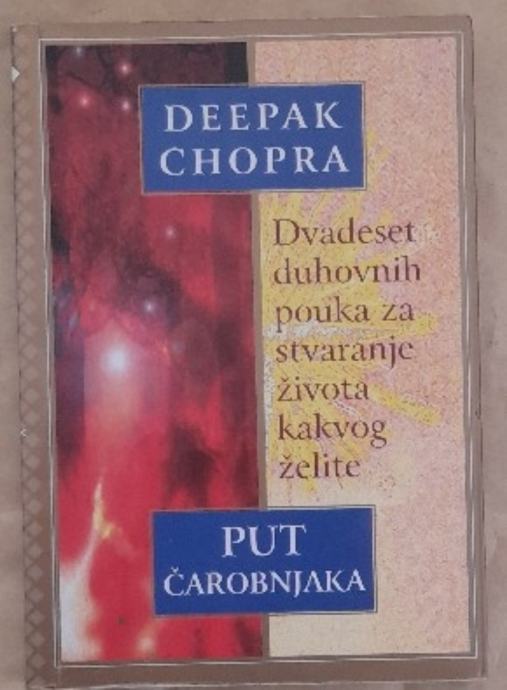 DEEPAK
CHOPRA
Dvadeset
duhovnih
pouka za
stvaranje
života
kakvog
želite
PUT
ČAROBNJAKA